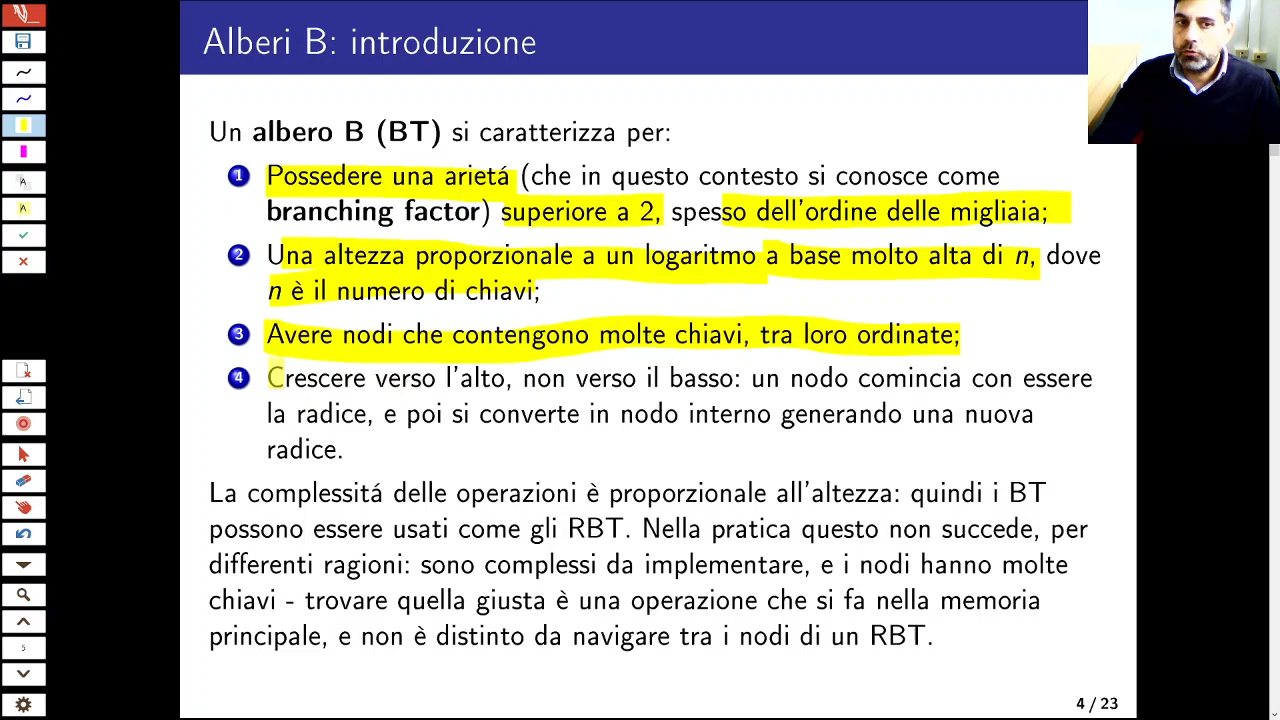 Alberi B: introduzione
Un albero B (BT) si caratterizza per:
1 Possedere una arietá (che in questo contesto si conosce come
branching factor) superiore a 2, spesso dell'ordine delle migliaia;
2 Una altezza proporzionale a un logaritmo a base molto alta di n, dove
n è il numero di chiavi;
3 Avere nodi che contengono molte chiavi, tra loro ordinate;
4 Crescere verso l'alto, non verso il basso: un nodo comincia con essere
la radice, e poi si converte in nodo interno generando una nuova
radice.
La complessitá delle operazioni è proporzionale all'altezza: quindi i BT
possono essere usati come gli RBT. Nella pratica questo non succede, per
differenti ragioni: sono complessi da implementare, e i nodi hanno molte
chiavi - trovare quella giusta è una operazione che si fa nella memoria
principale, e non è distinto da navigare tra i nodi di un RBT.
4 / 23
A
A
5